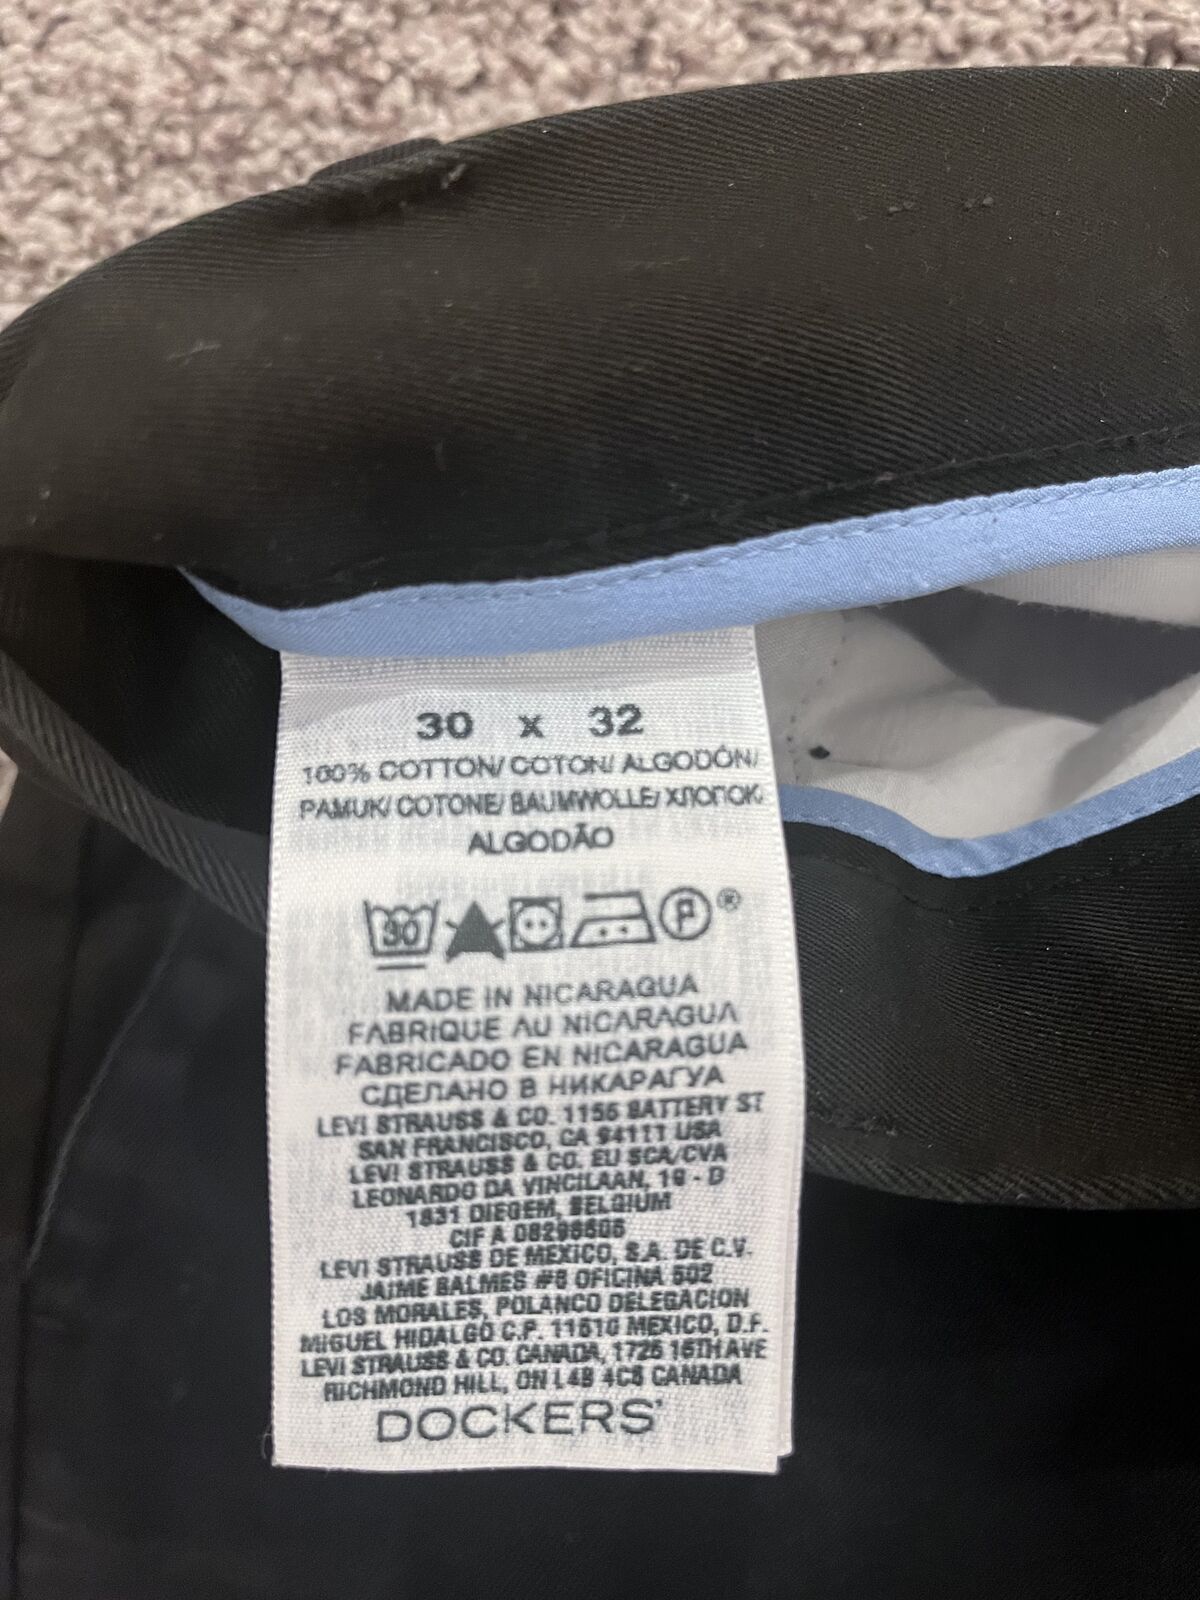 30 x 32
100% COTTON/ COTON/ ALGODÓN/
PAMUK/ COTONE/ BAUMWOLLE/ ХЛОПОК
ALGODÃO
30 P ®
MADE IN NICARAGUA
FABRIQUE AU NICARAGUA
FABRICADO EN NICARAGUA
СДЕЛАНО В НИКАРАГУА
LEVI STRAUSS & CO. 1155 BATTERY ST
SAN FRANCISCO, CA 94111 USA
LEVI STRAUSS & CO. EU SCA/CVA
LEONARDO DA VINCILAAN, 19 - D
1831 DIEGEM, BELGIUM
CIF A
LEVI STRAUSS DE MEXICO, S.A. DE C.V.
JAIME BALMES #8 OFICINA 502
LOS MORALES, POLANCO DELEGACION
MIGUEL HIDALGO C.P. 11510 MEXICO, D.F.
LEVI STRAUSS & CO. CANADA, 1725 16TH AVE
RICHMOND HILL, ON L4B 4C6 CANADA
DOCKERS'